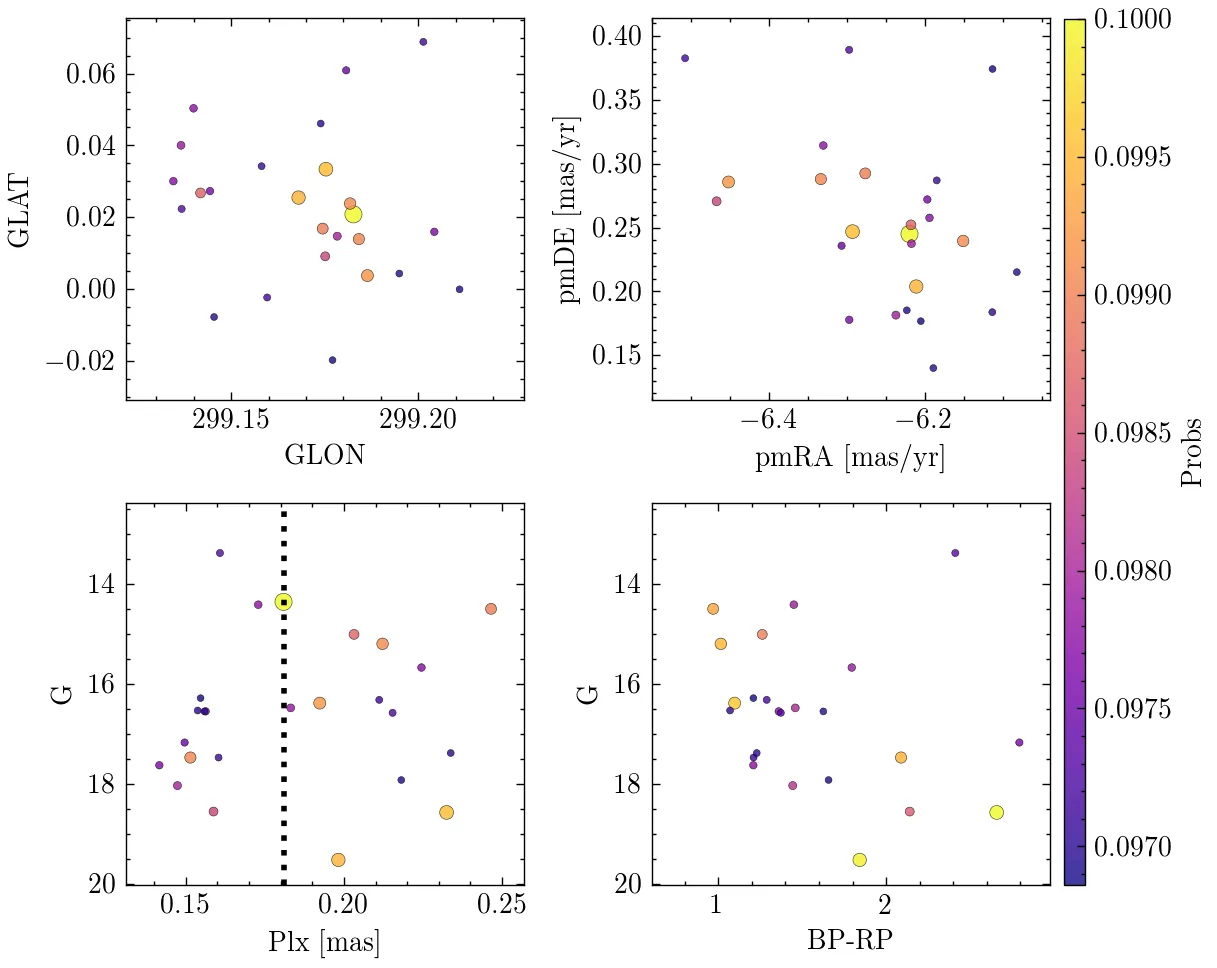 GLAT
0.06
0.04
0.02
0.00
−0.02
299.15 299.20
GLON
pmDE [mas/yr]
0.40
0.35
0.30
0.25
0.20
0.15
−6.4 −6.2
pmRA [mas/yr]
G
14
16
18
20
0.15 0.20 0.25
Plx [mas]
G
14
16
18
20
1 2
BP-RP
0.1000
0.0995
0.0990
0.0985
0.0980
0.0975
0.0970
Probs